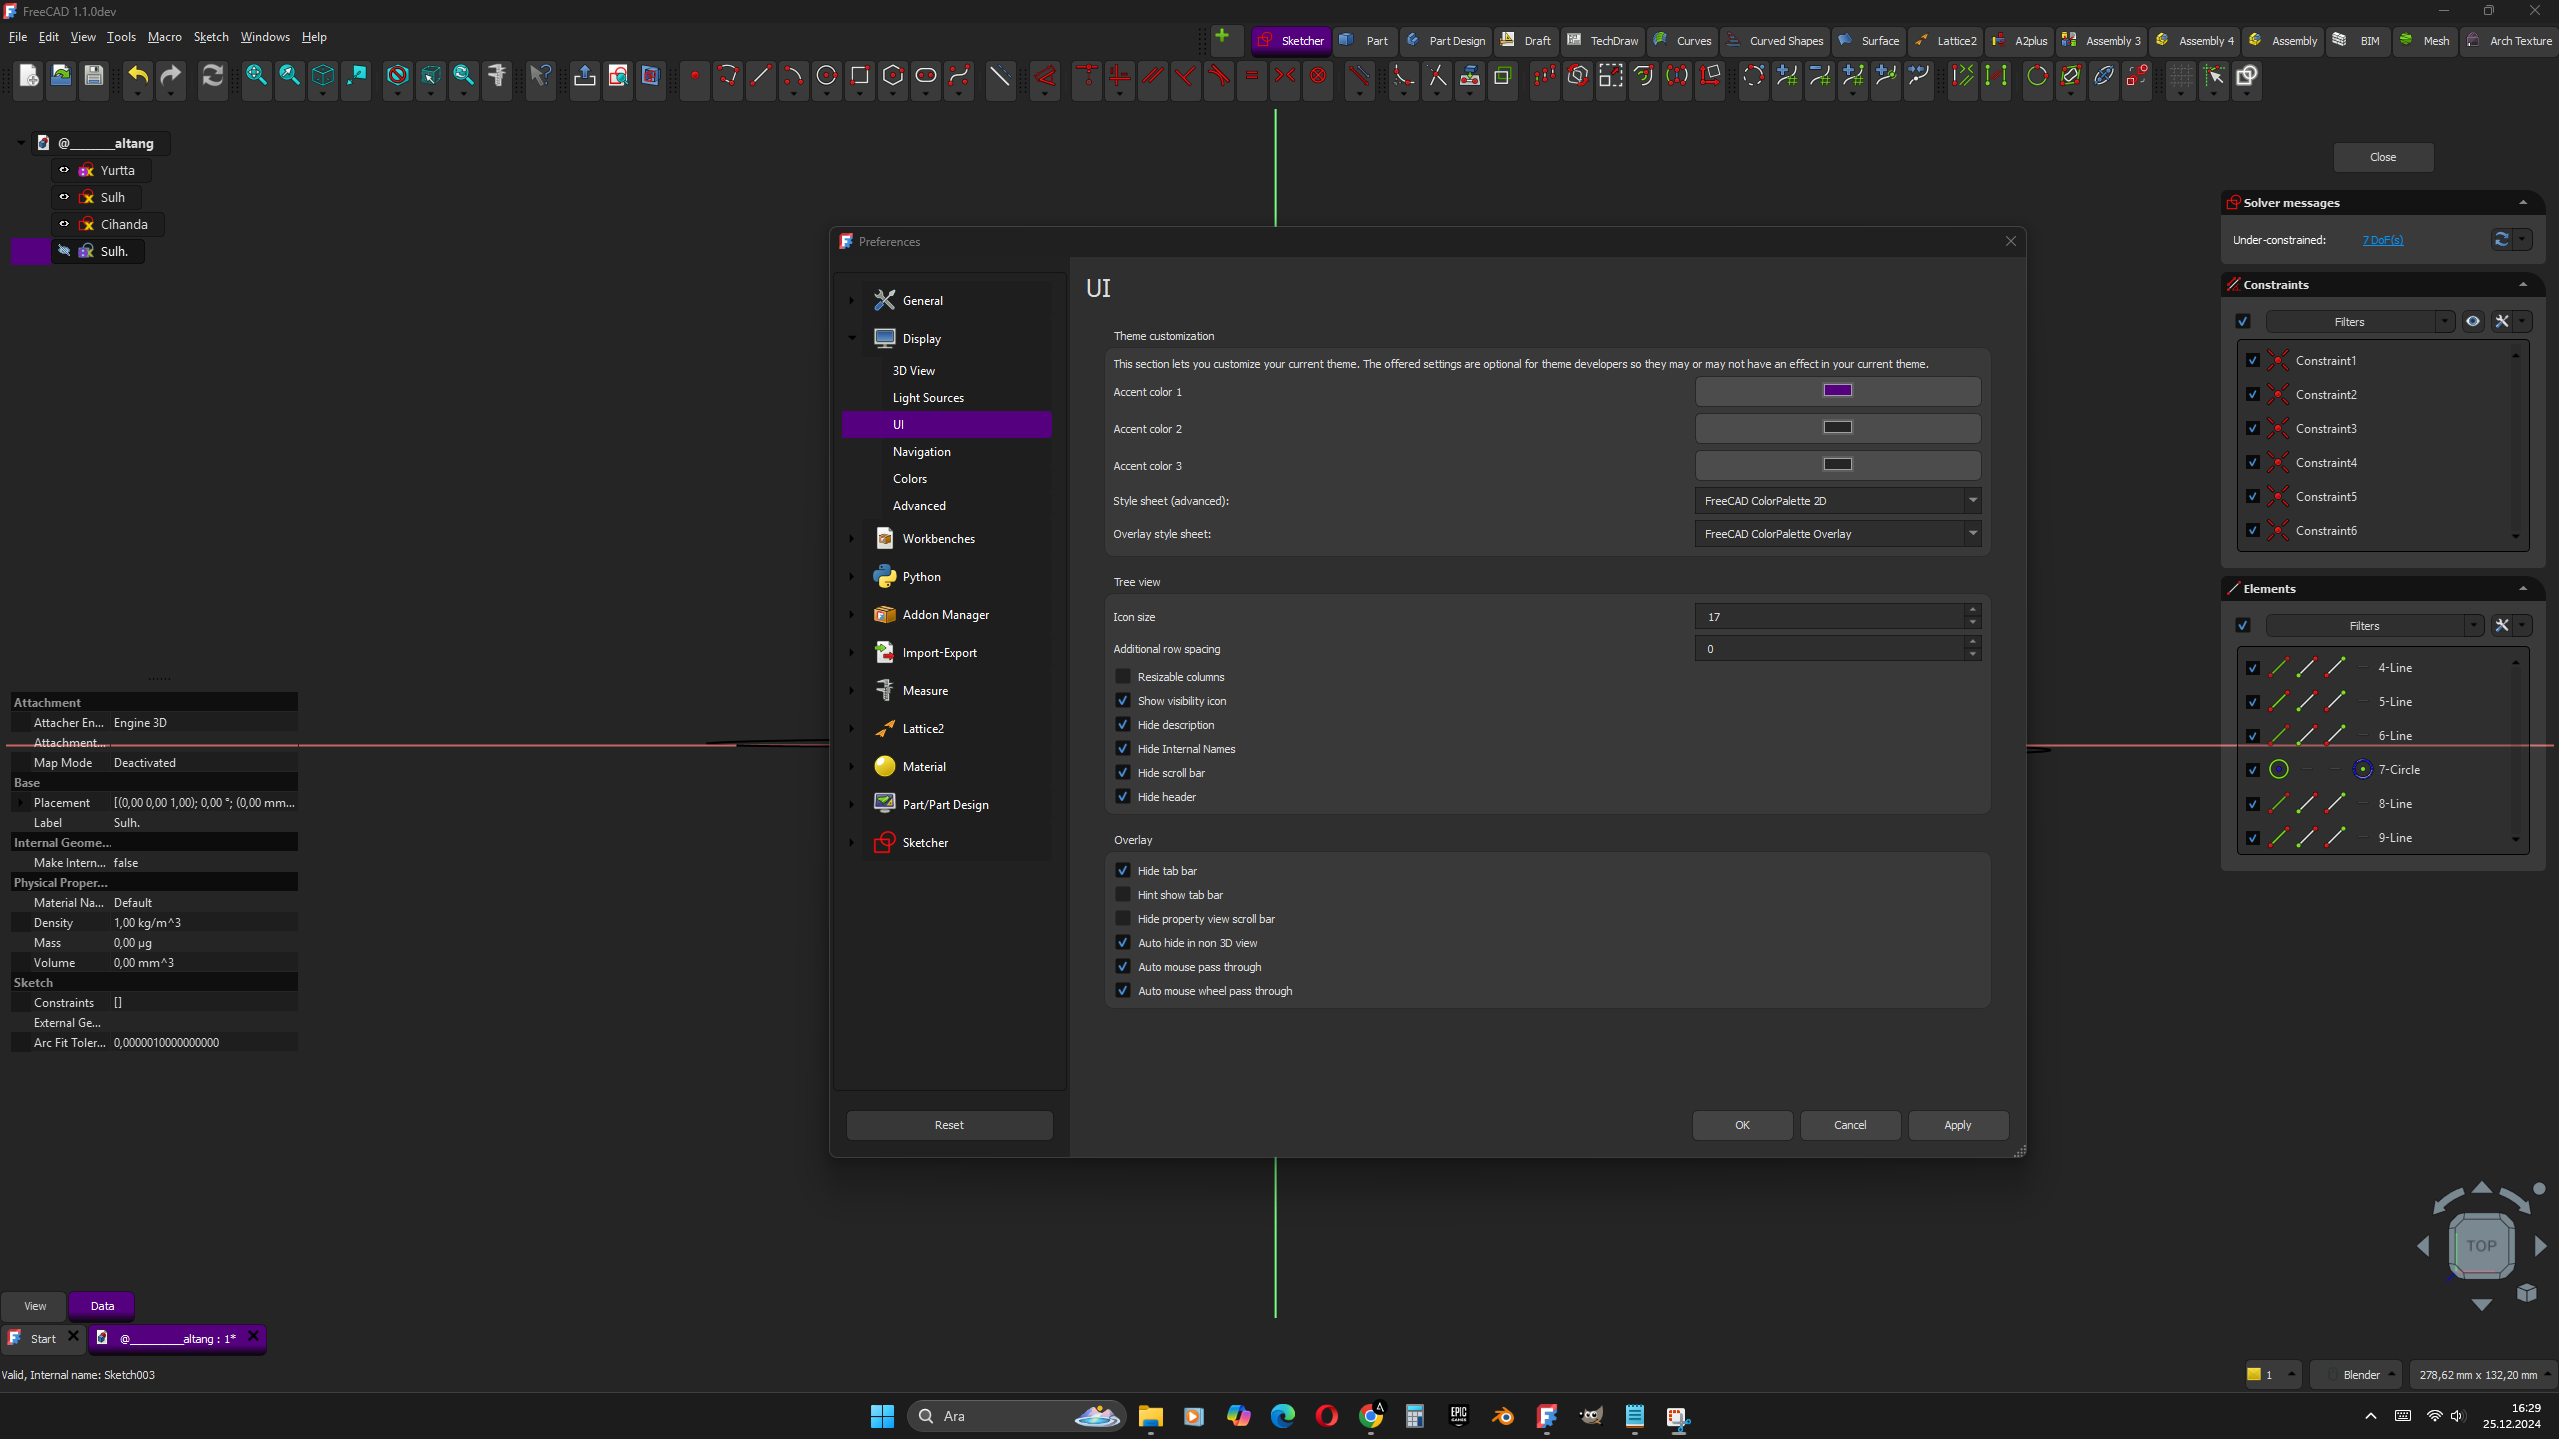 FreeCAD 1.1.0dev
File Edit View Tools Macro Sketch Windows Help
Sketcher Part Part Design Draft TechDraw Curves Curved Shapes Surface Lattice2 A2plus Assembly 3 Assembly 4 Assembly BIM Mesh Arch Texture
@______altang
Yurtta
Sulh
Cihanda
Sulh.
Attachment
Attacher En... Engine 3D
Attachment...
Map Mode Deactivated
Base
Placement [(0,00 0,00 1,00); 0,00 °; (0,00 mm...
Label Sulh.
Internal Geome...
Make Intern... false
Physical Proper...
Material Na... Default
Density 1,00 kg/m^3
Mass 0,00 µg
Volume 0,00 mm^3
Sketch
Constraints []
External Ge...
Arc Fit Toler... 0,0000010000000000
View Data
Start @________altang : 1*
Valid, Internal name: Sketch003
Preferences
General
Display
3D View
Light Sources
UI
Navigation
Colors
Advanced
Workbenches
Python
Addon Manager
Import-Export
Measure
Lattice2
Material
Part/Part Design
Sketcher
Reset
UI
Theme customization
This section lets you customize your current theme. The offered settings are optional for theme developers so they may or may not have an effect in your current theme.
Accent color 1
Accent color 2
Accent color 3
Style sheet (advanced): FreeCAD ColorPalette 2D
Overlay style sheet: FreeCAD ColorPalette Overlay
Tree view
Icon size 17
Additional row spacing 0
Resizable columns
Show visibility icon
Hide description
Hide Internal Names
Hide scroll bar
Hide header
Overlay
Hide tab bar
Hint show tab bar
Hide property view scroll bar
Auto hide in non 3D view
Auto mouse pass through
Auto mouse wheel pass through
OK Cancel Apply
Close
Solver messages
Under-constrained: 7 DoF(s)
Constraints
Filters
Constraint1
Constraint2
Constraint3
Constraint4
Constraint5
Constraint6
Elements
Filters
4-Line
5-Line
6-Line
7-Circle
8-Line
9-Line
TOP
1 Blender 278,62 mm x 132,20 mm
Ara
EPIC GAMES
A
16:29
25.12.2024